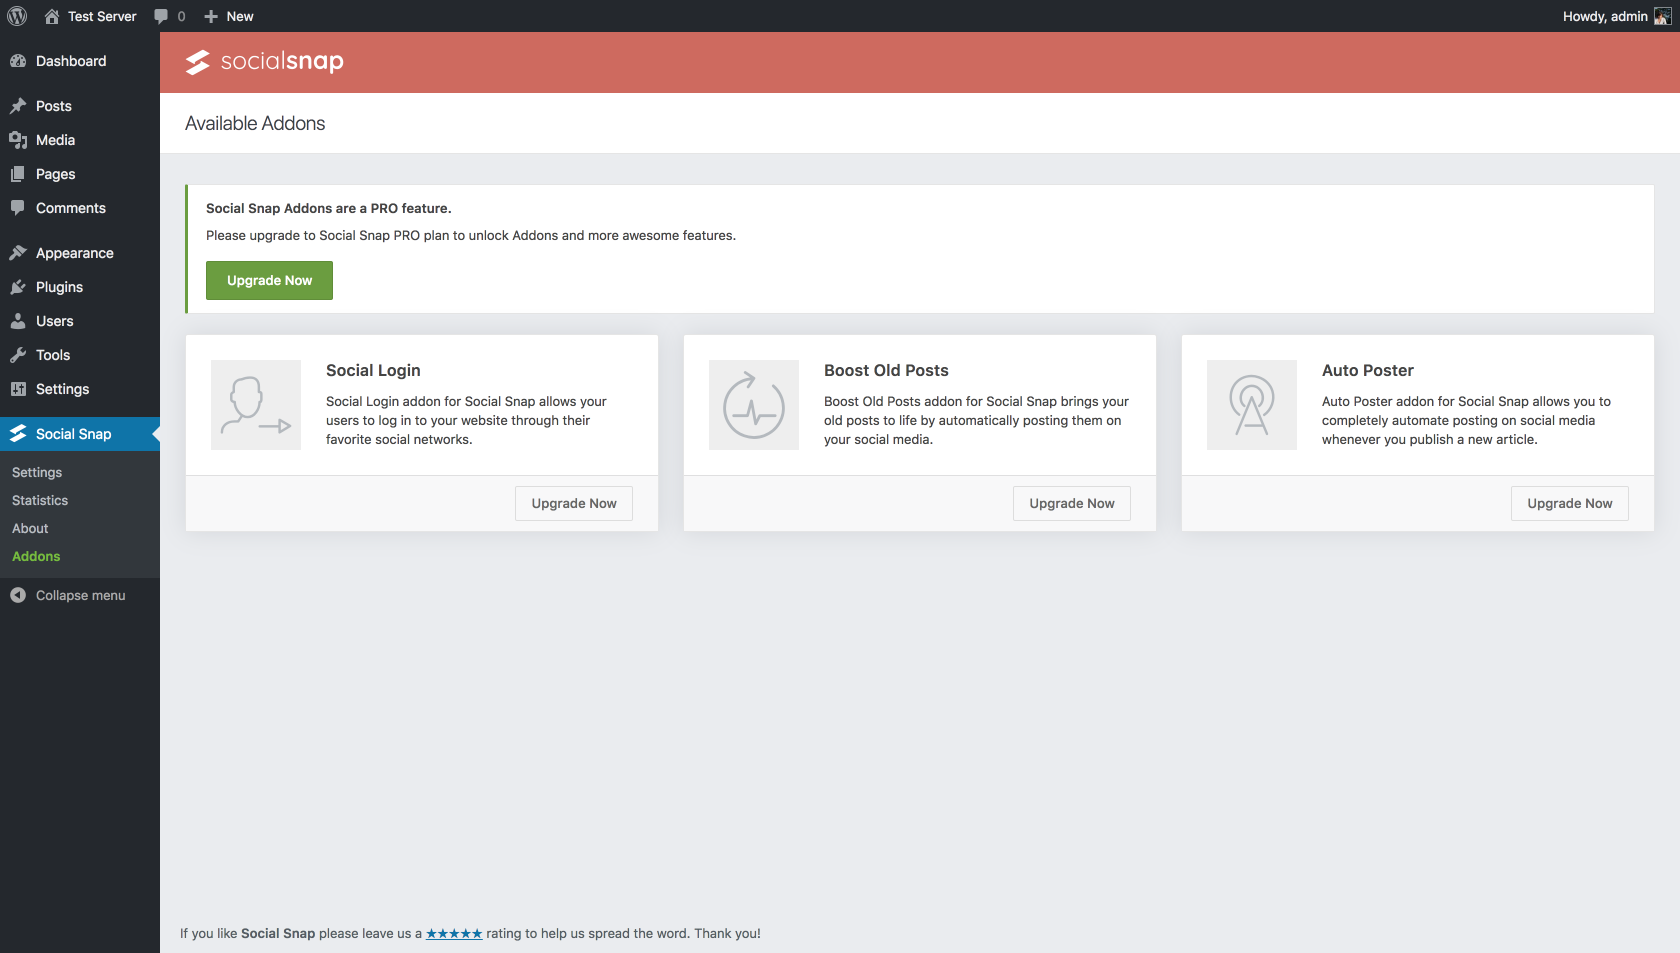 Test Server
0
New
Howdy, admin
Dashboard
Posts
Media
Pages
Comments
Appearance
Plugins
Users
Tools
Settings
Social Snap
Settings
Statistics
About
Addons
Collapse menu
socialsnap
Available Addons
Social Snap Addons are a PRO feature.
Please upgrade to Social Snap PRO plan to unlock Addons and more awesome features.
Upgrade Now
Social Login
Social Login addon for Social Snap allows your
users to log in to your website through their
favorite social networks.
Upgrade Now
Boost Old Posts
Boost Old Posts addon for Social Snap brings your
old posts to life by automatically posting them on
your social media.
Upgrade Now
Auto Poster
Auto Poster addon for Social Snap allows you to
completely automate posting on social media
whenever you publish a new article.
Upgrade Now
If you like Social Snap please leave us a ★★★★★ rating to help us spread the word. Thank you!